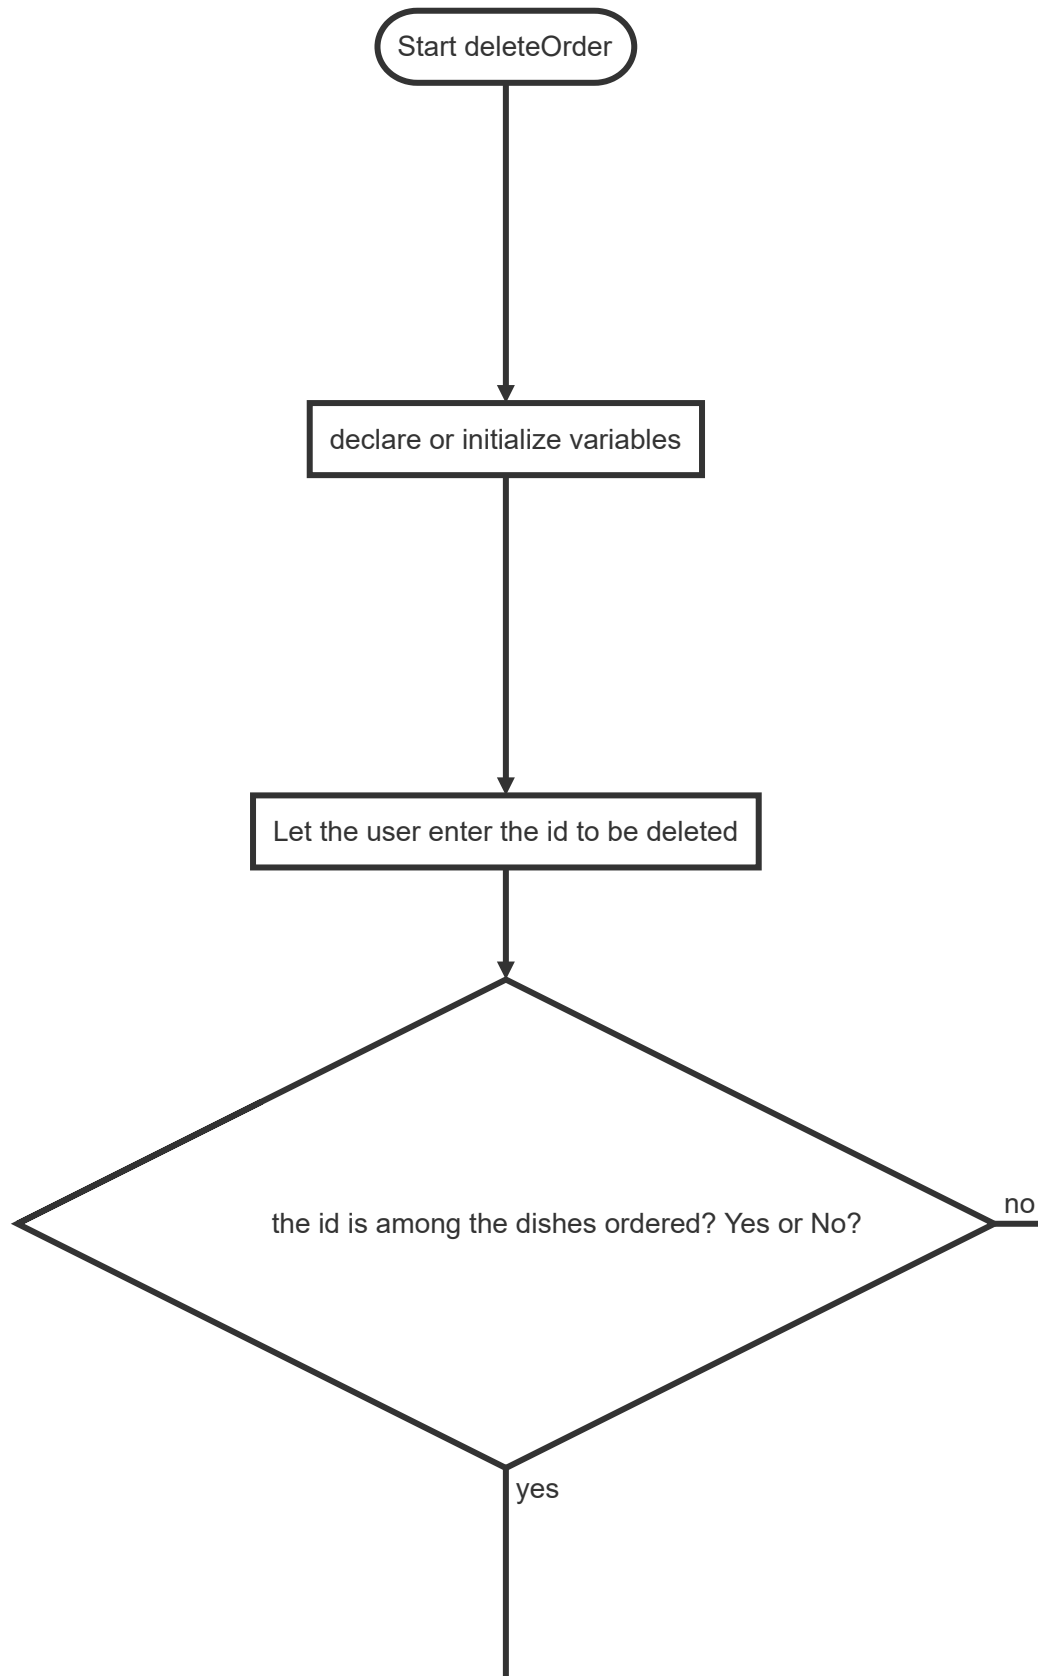 Start deleteOrder
declare or initialize variables
Let the user enter the id to be deleted
the id is among the dishes ordered? Yes or No?
no
yes